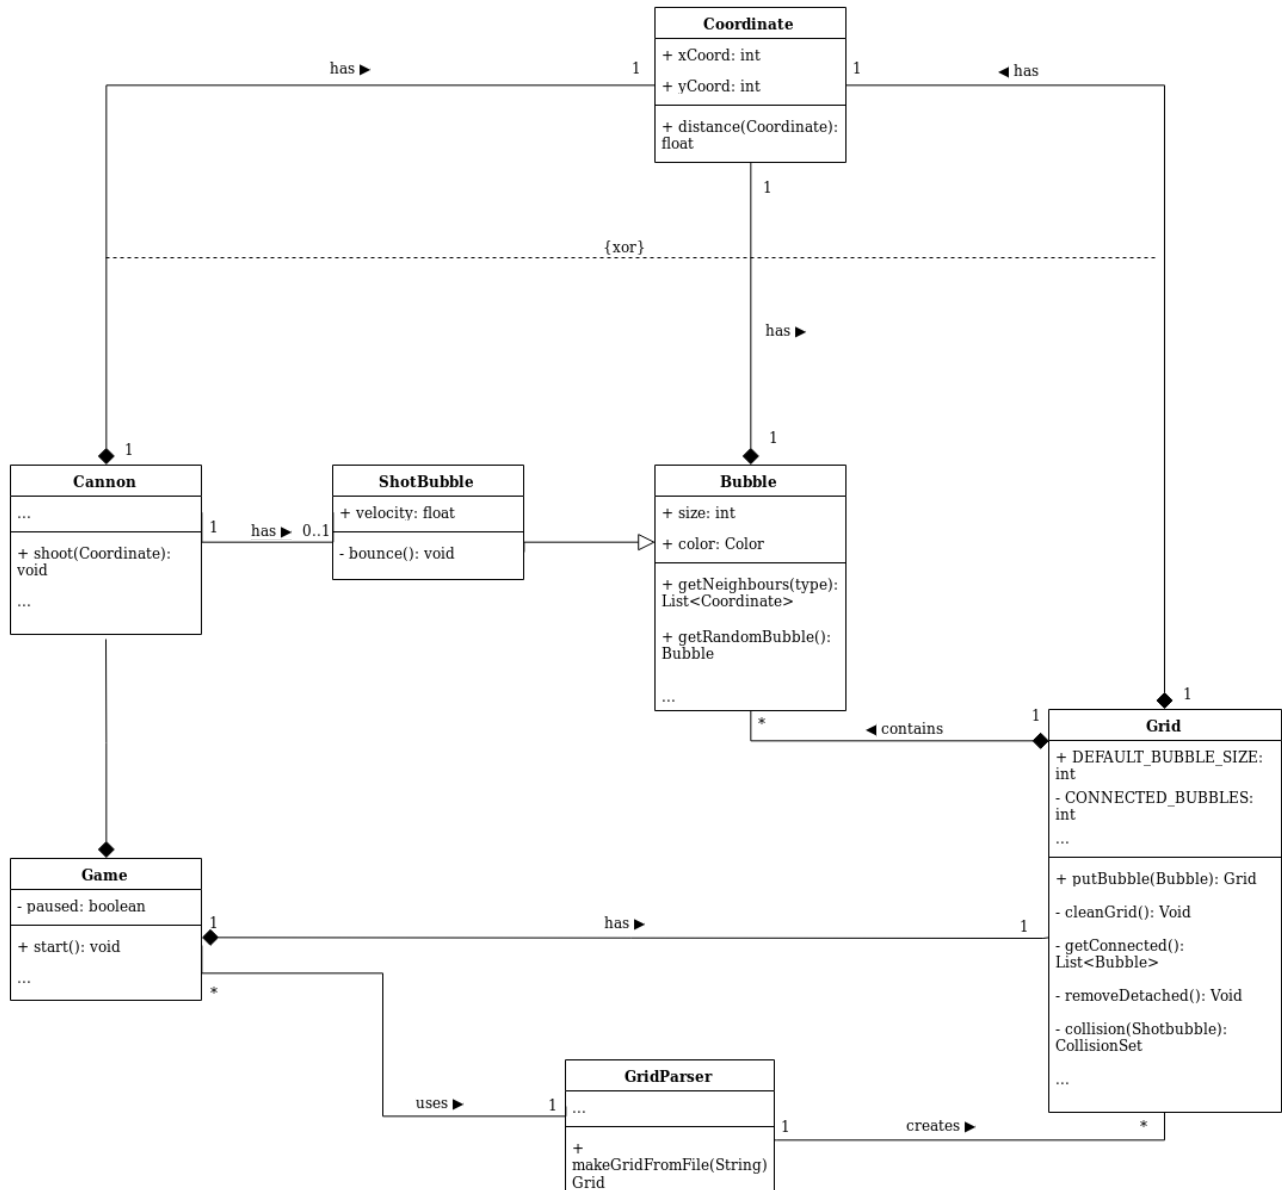 Coordinate
+ xCoord: int
+ yCoord: int
+ distance(Coordinate):
float
has ▶
1
1
◀ has
1
{xor}
has ▶
1
1
Cannon
...
+ shoot(Coordinate):
void
...
1
has ▶
0..1
ShotBubble
+ velocity: float
- bounce(): void
Bubble
+ size: int
+ color: Color
+ getNeighbours(type):
List<Coordinate>
+ getRandomBubble():
Bubble
...
*
◀ contains
1
1
Grid
+ DEFAULT_BUBBLE_SIZE:
int
- CONNECTED_BUBBLES:
int
...
+ putBubble(Bubble): Grid
- cleanGrid(): Void
- getConnected():
List<Bubble>
- removeDetached(): Void
- collision(Shotbubble):
CollisionSet
...
Game
- paused: boolean
+ start(): void
...
1
has ▶
1
*
uses ▶
1
GridParser
...
+
makeGridFromFile(String)
Grid
1
creates ▶
*